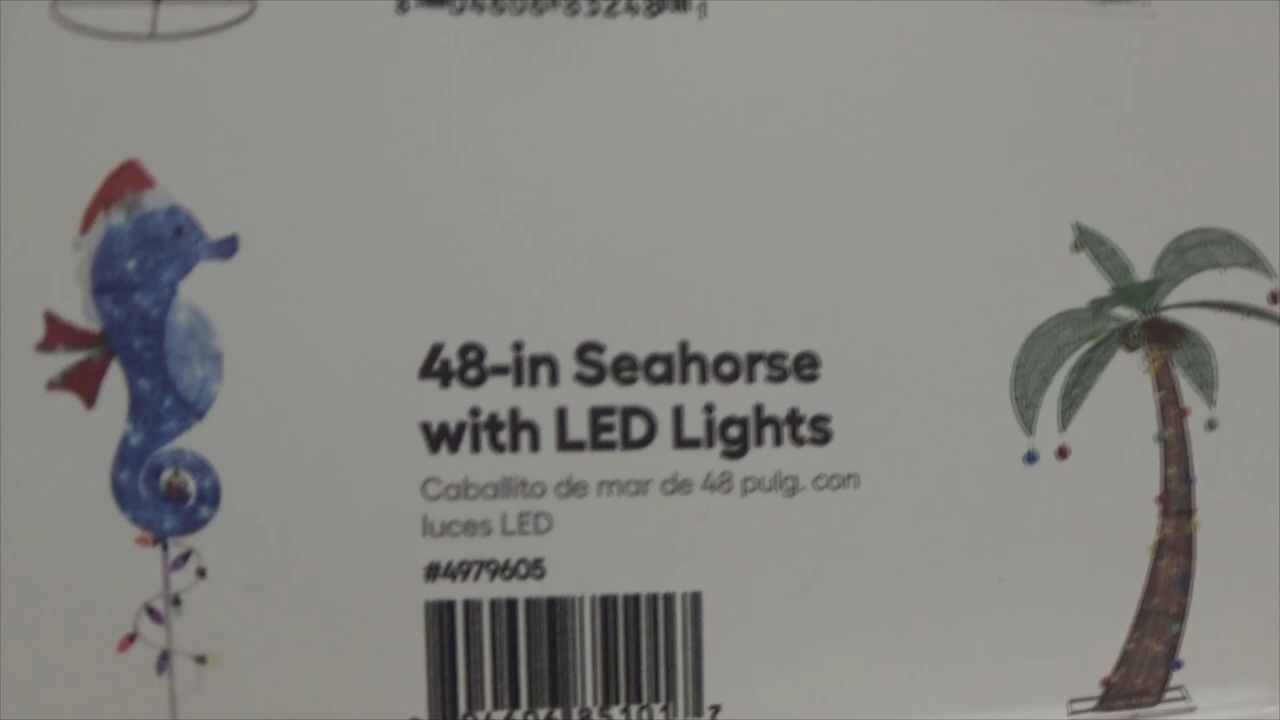 48-in Seahorse
with LED Lights
Caballito de mar de 48 pulg. con
luces LED
#4979605